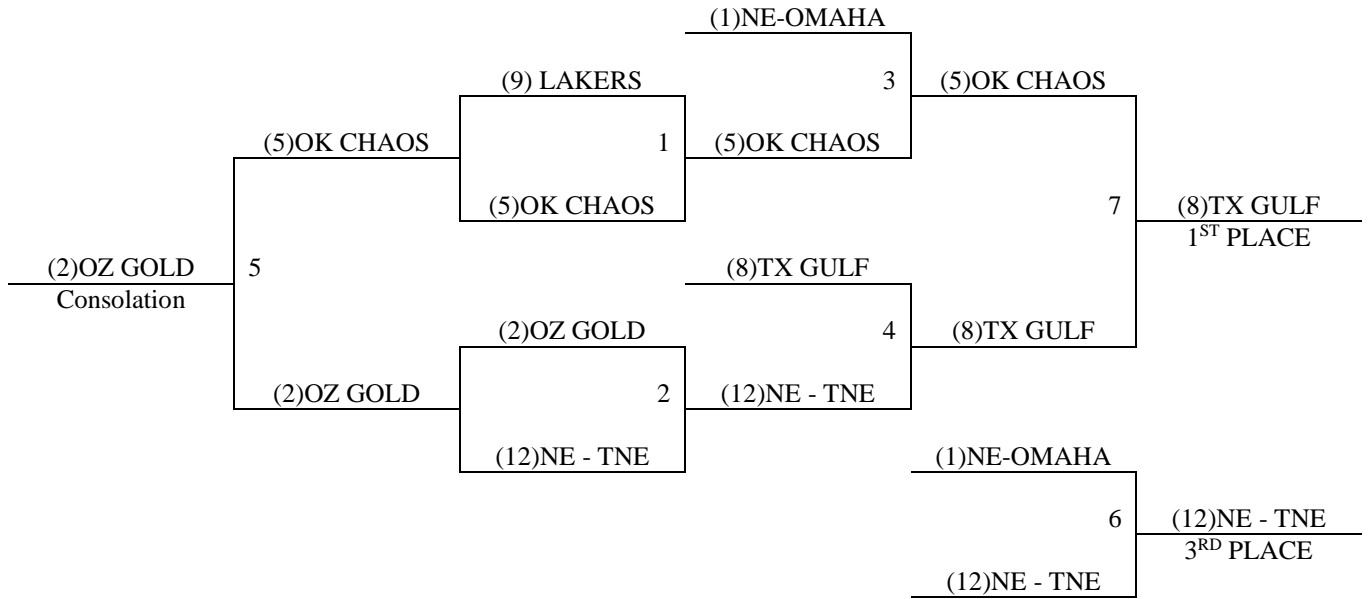 (1)NE-OMAHA
(9) LAKERS
3
(5)OK CHAOS
(5)OK CHAOS
1
(5)OK CHAOS
(5)OK CHAOS
7
(8)TX GULF
1ST PLACE
(2)OZ GOLD
5
(8)TX GULF
Consolation
(2)OZ GOLD
4
(8)TX GULF
(2)OZ GOLD
2
(12)NE - TNE
(12)NE - TNE
(1)NE-OMAHA
6
(12)NE - TNE
3RD PLACE
(12)NE - TNE